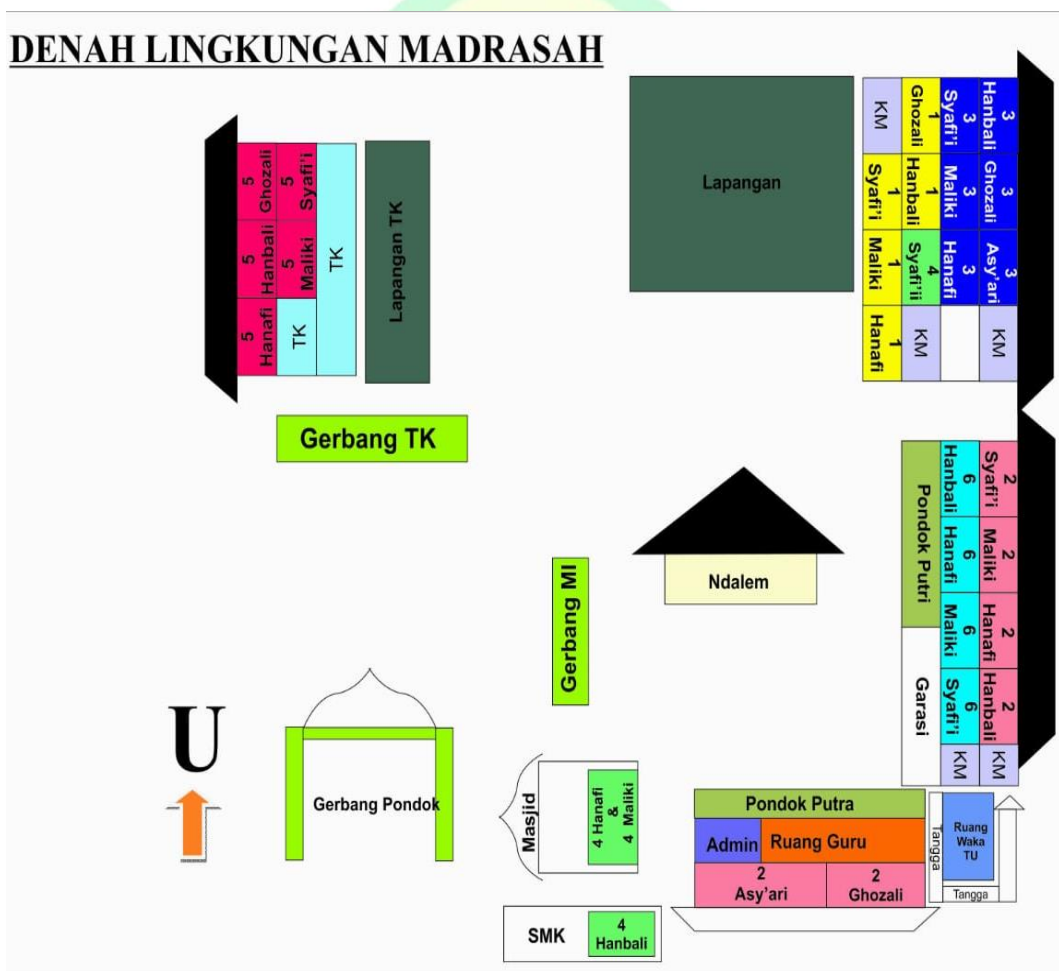 DENAH LINGKUNGAN MADRASAH
5
Ghozali
5
Syafi'i
5
Hanbali
5
Maliki
5
Hanafi
TK
TK
Lapangan TK
Gerbang TK
Lapangan
KM
1
Ghozali
3
Syafi'i
3
Hanbali
1
Syafi'i
1
Hanbali
3
Maliki
3
Ghozali
1
Maliki
4
Syafi'ii
3
Hanafi
3
Asy'ari
1
Hanafi
KM
KM
Pondok Putri
6
Hanbali
2
Syafi'i
6
Hanafi
2
Maliki
6
Maliki
2
Hanafi
Garasi
6
Syafi'i
2
Hanbali
KM
KM
Ndalem
Gerbang MI
U
Gerbang Pondok
Masjid
4 Hanafi
&
4 Maliki
SMK
4
Hanbali
Pondok Putra
Admin
Ruang Guru
2
Asy'ari
2
Ghozali
Tangga
Ruang
Waka
TU
Tangga